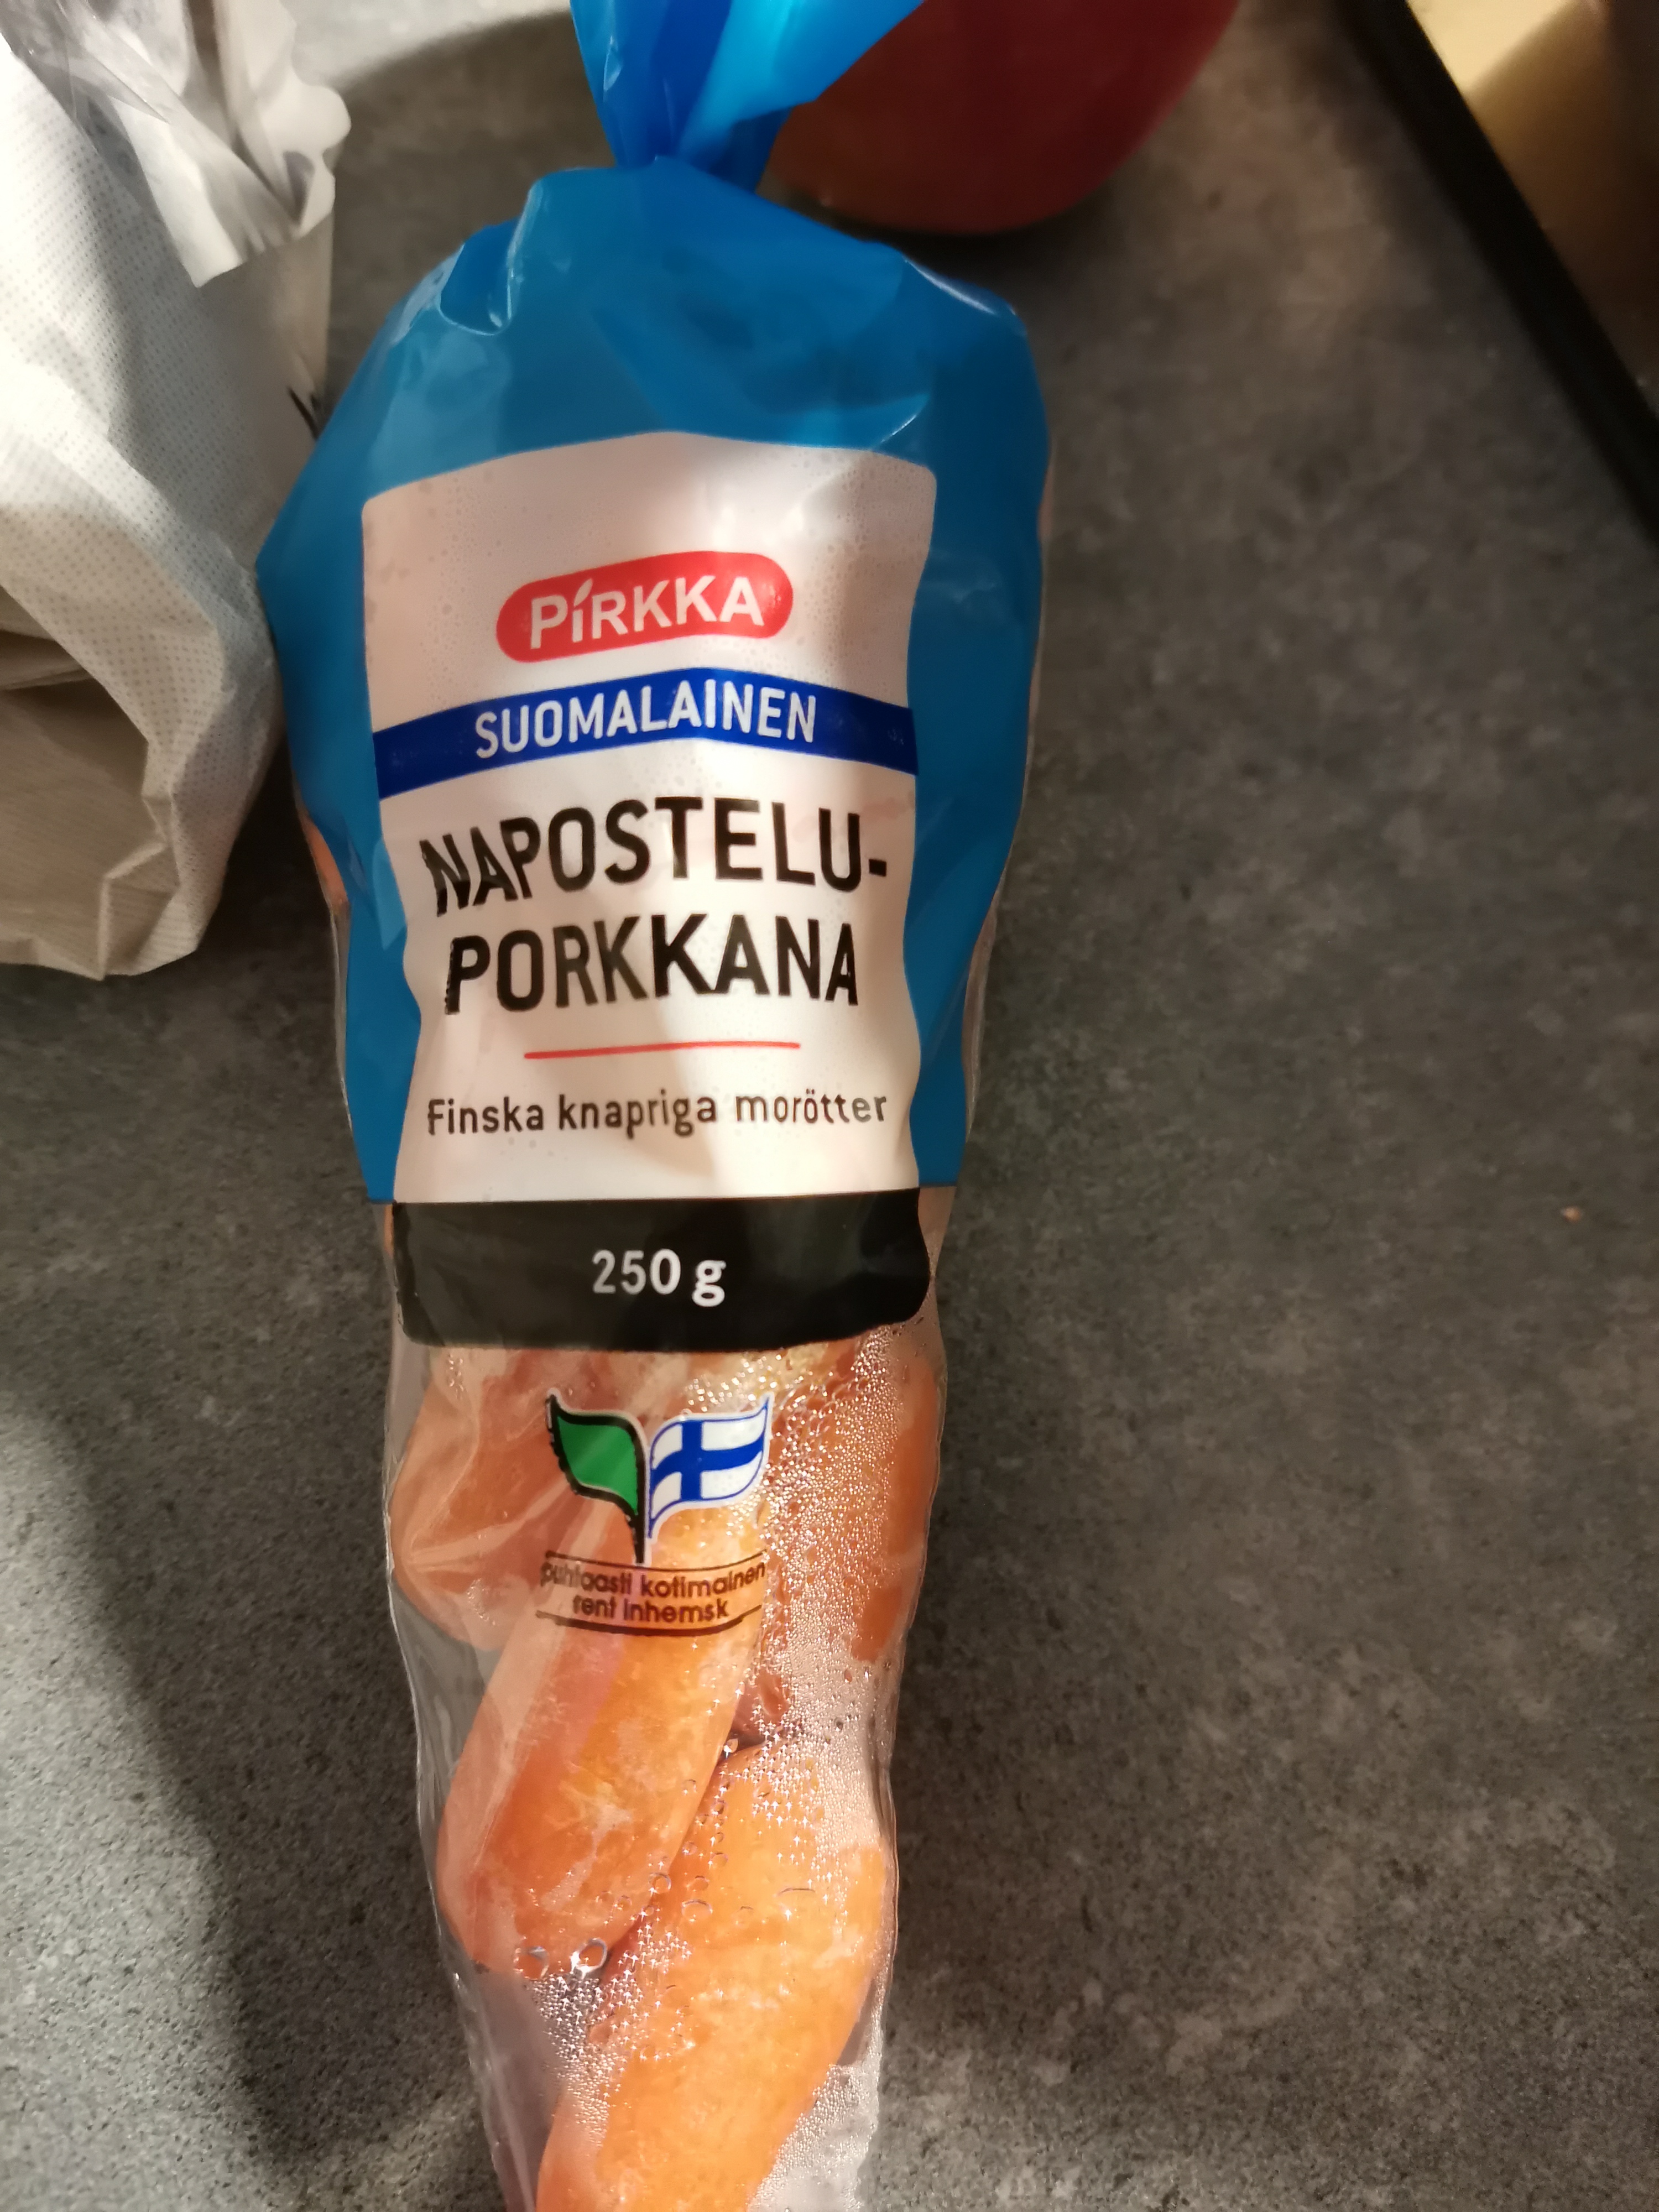 PIRKKA
SUOMALAINEN
NAPOSTELU-
PORKKANA
Finska knapriga morötter
250 g
puhtaasti kotimainen
rent inhemsk